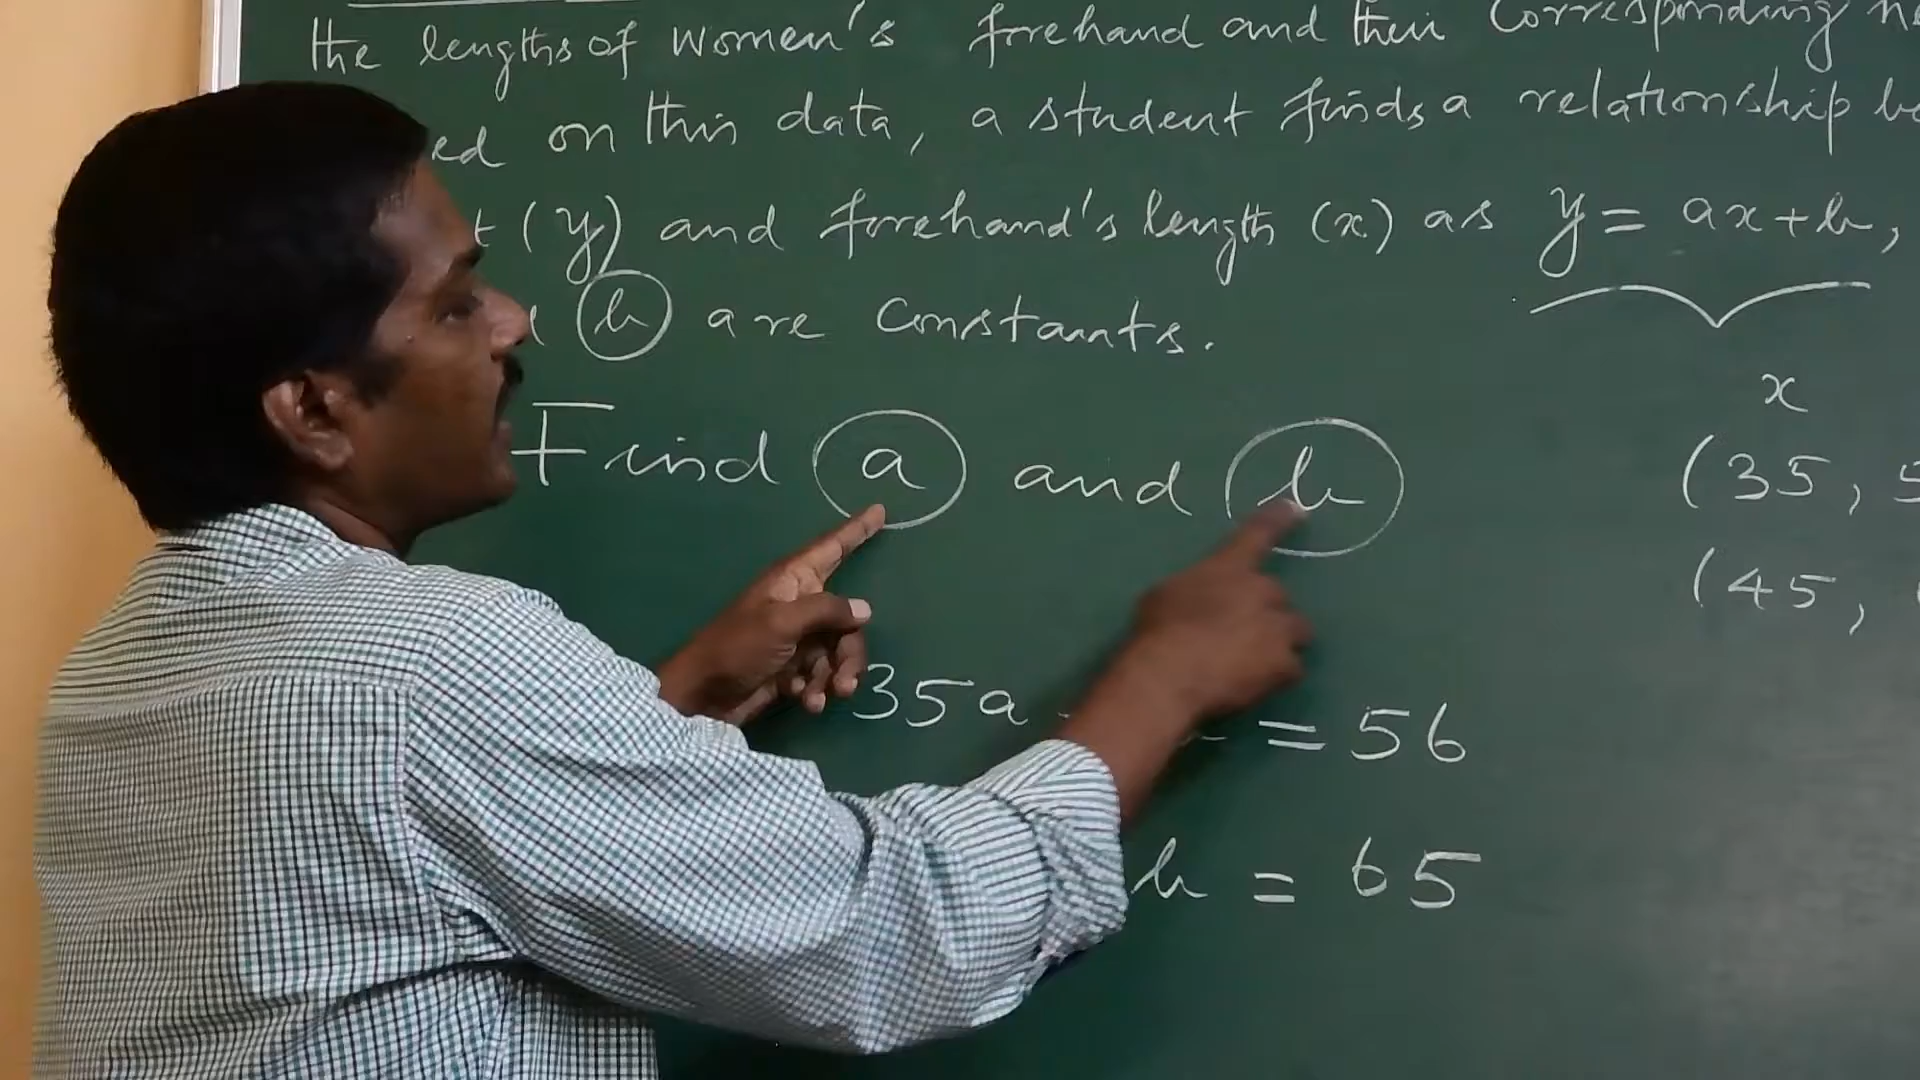 the lengths of women's forehand and their corresponding
on this data, a student finds a relationship
(y) and forehand's length (x) as y = ax+b,
b are constants.
Find a and b
x
(35, 5
(45,
35a = 56
b = 65